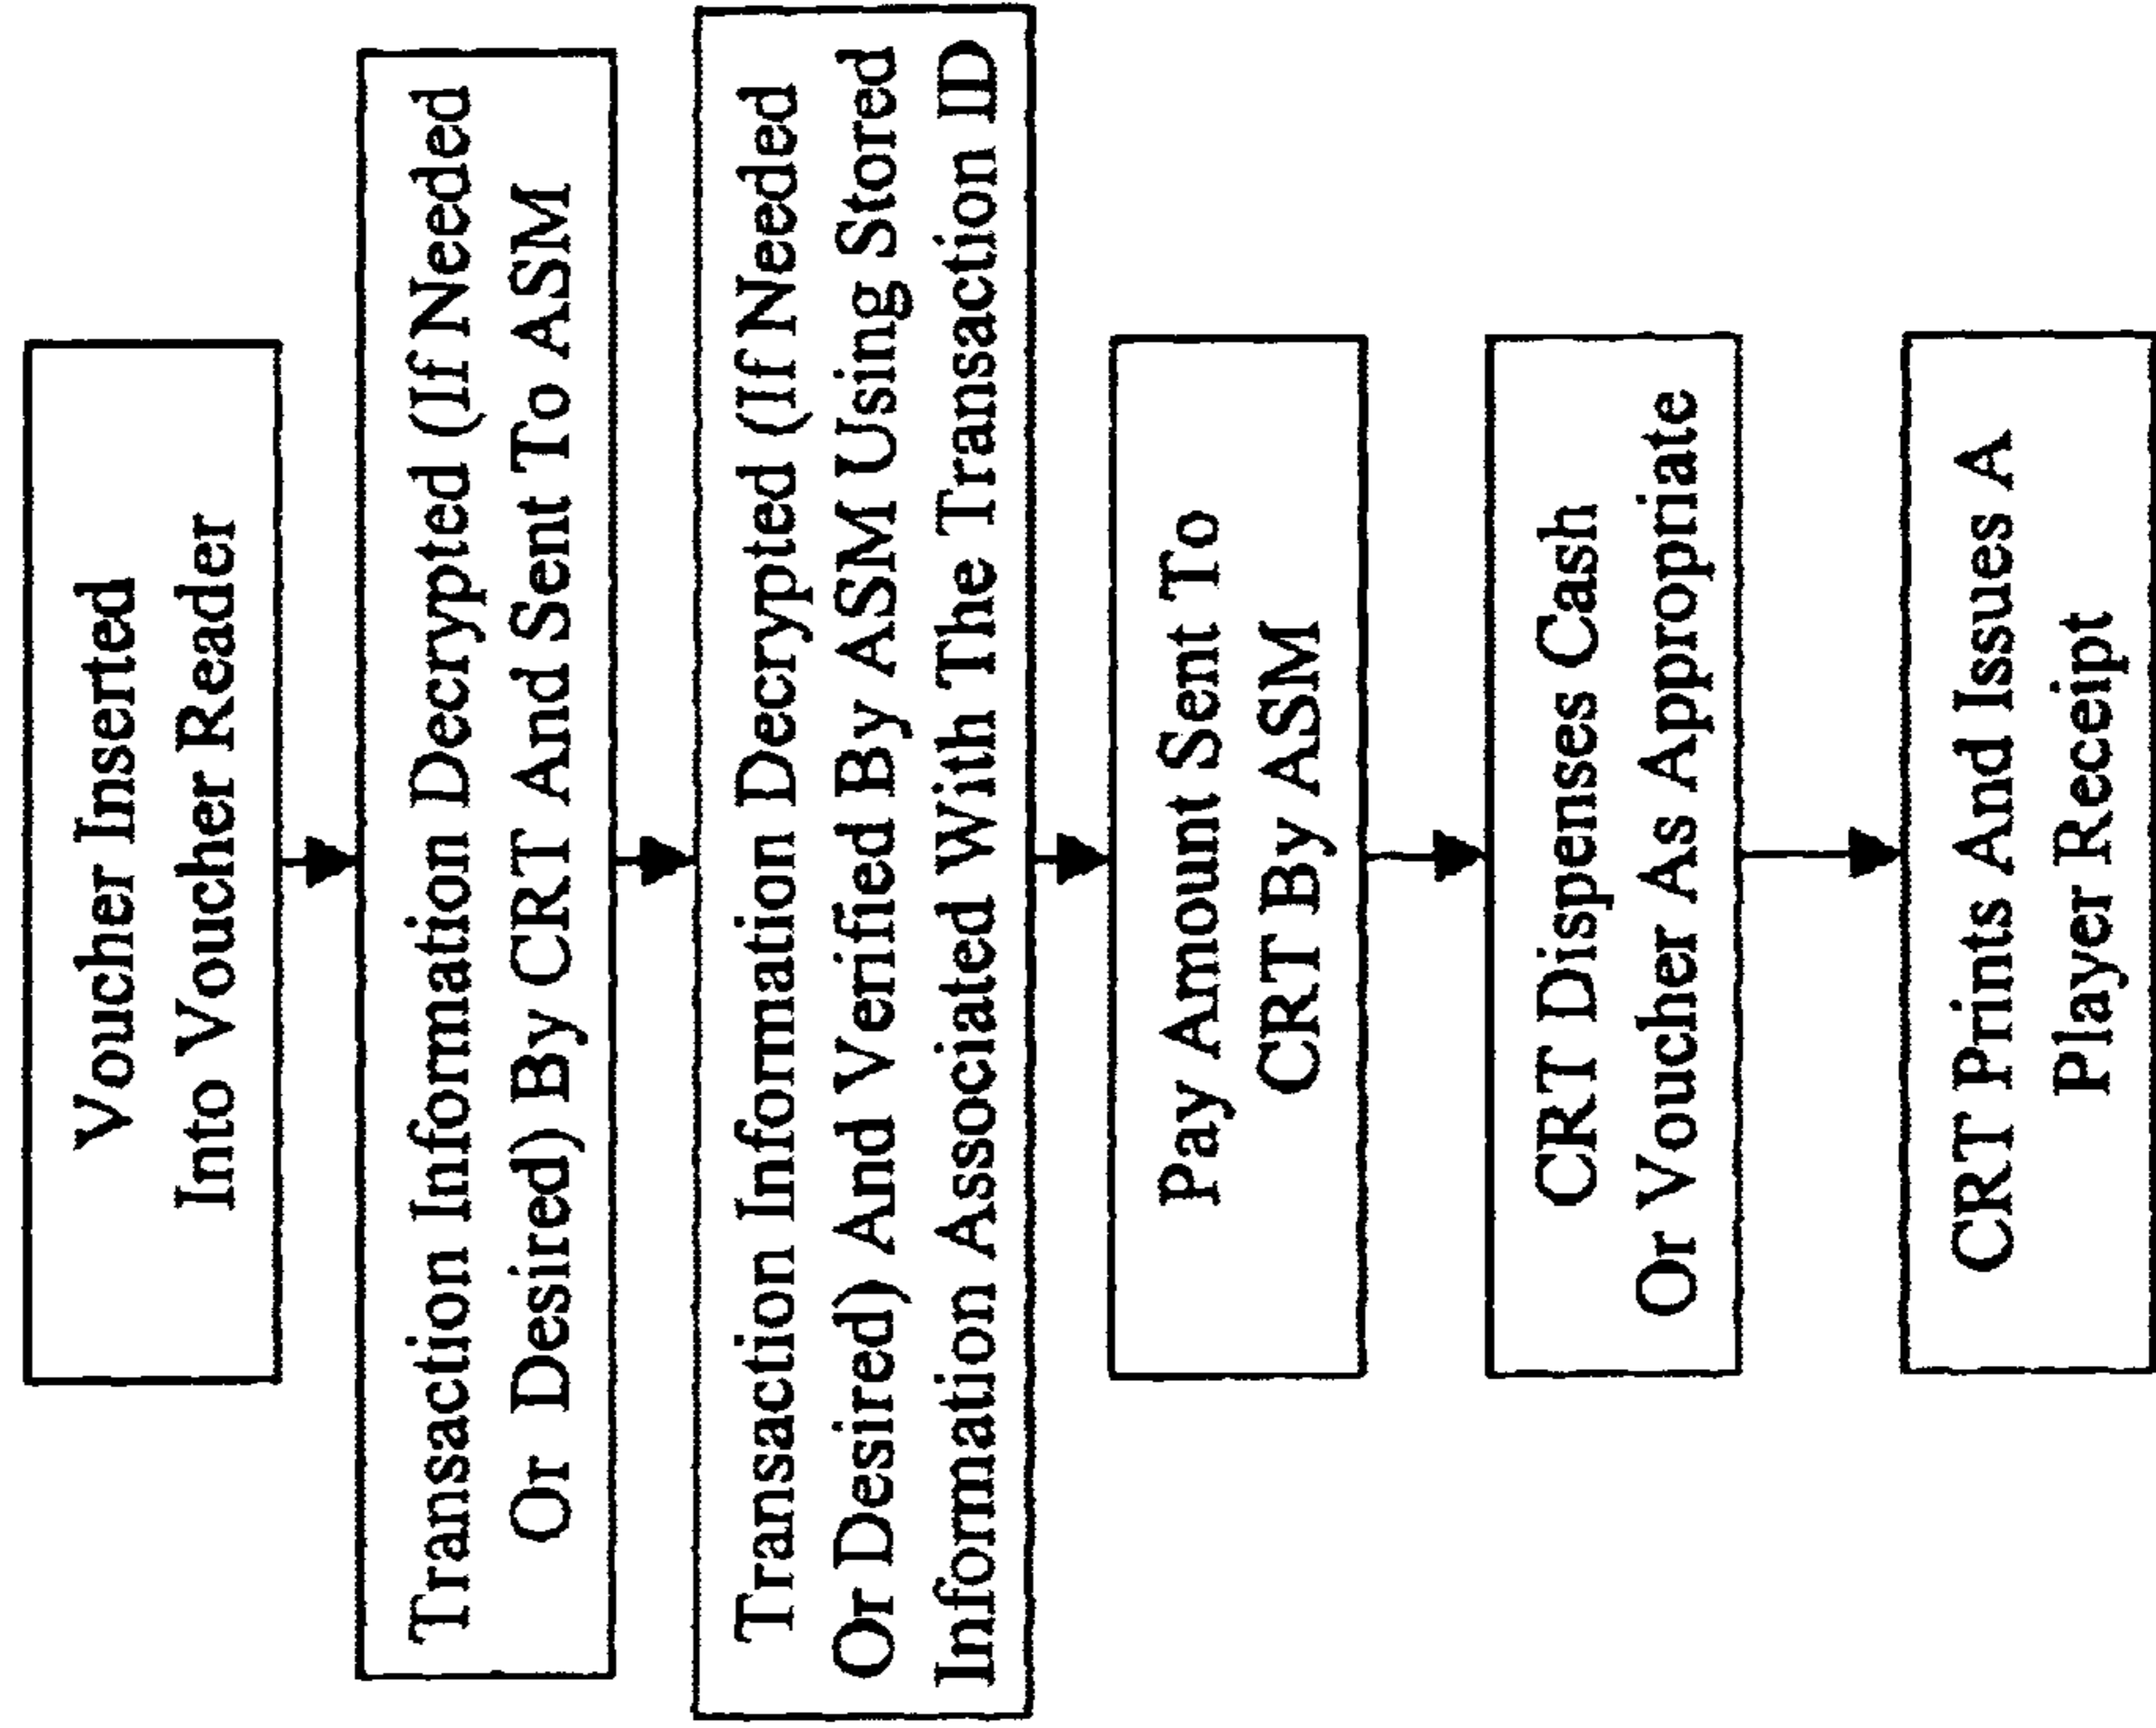 Voucher Inserted
Into Voucher Reader
Transaction Information Decrypted (If Needed
Or Desired) By CRT And Sent To ASM
Transaction Information Decrypted (If Needed
Or Desired) And Verified By ASM Using Stored
Information Associated With The Transaction ID
Pay Amount Sent To
CRT By ASM
CRT Dispenses Cash
Or Voucher As Appropriate
CRT Prints And Issues A
Player Receipt